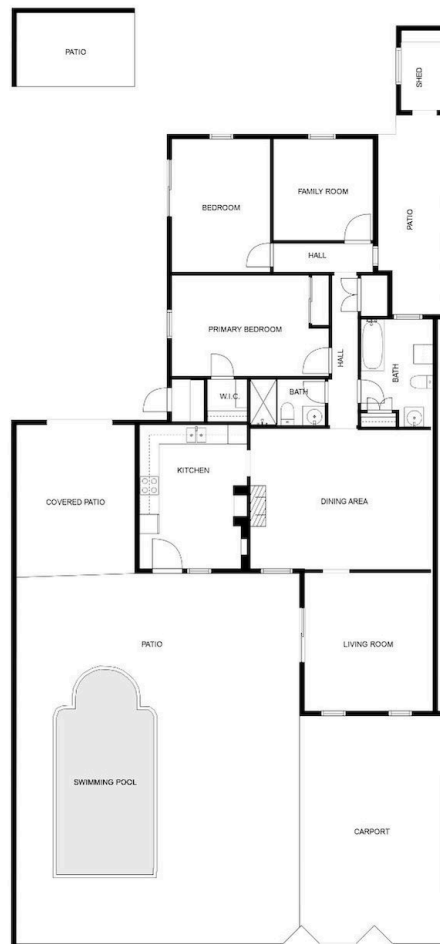 PATIO
SHED
BEDROOM
FAMILY ROOM
PATIO
HALL
PRIMARY BEDROOM
HALL
BATH
W.I.C.
BATH
KITCHEN
COVERED PATIO
DINING AREA
PATIO
LIVING ROOM
SWIMMING POOL
CARPORT